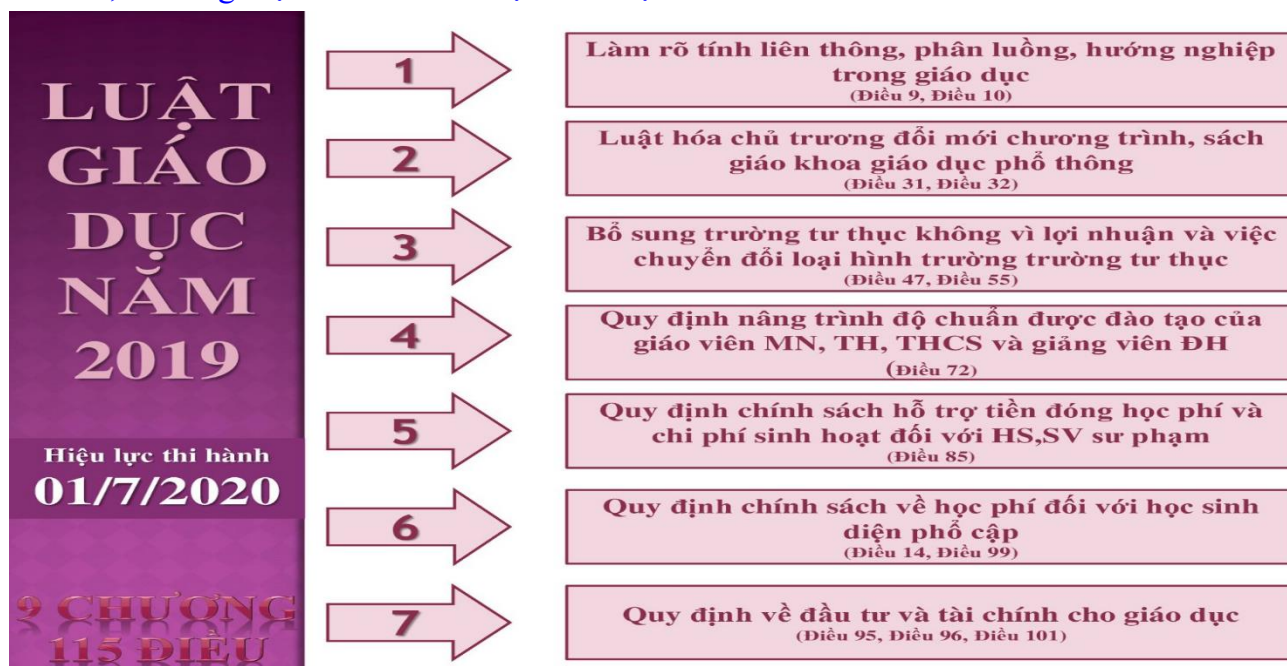 LUẬT
GIÁO
DỤC
NĂM
2019
Hiệu lực thi hành
01/7/2020
9 CHƯƠNG
115 ĐIỀU
1
Làm rõ tính liên thông, phân luồng, hướng nghiệp
trong giáo dục
(Điều 9, Điều 10)
2
Luật hóa chủ trương đổi mới chương trình, sách
giáo khoa giáo dục phổ thông
(Điều 31, Điều 32)
3
Bổ sung trường tư thục không vì lợi nhuận và việc
chuyển đổi loại hình trường trường tư thục
(Điều 47, Điều 55)
4
Quy định nâng trình độ chuẩn được đào tạo của
giáo viên MN, TH, THCS và giảng viên ĐH
(Điều 72)
5
Quy định chính sách hỗ trợ tiền đóng học phí và
chi phí sinh hoạt đối với HS,SV sư phạm
(Điều 85)
6
Quy định chính sách về học phí đối với học sinh
diện phổ cập
(Điều 14, Điều 99)
7
Quy định về đầu tư và tài chính cho giáo dục
(Điều 95, Điều 96, Điều 101)